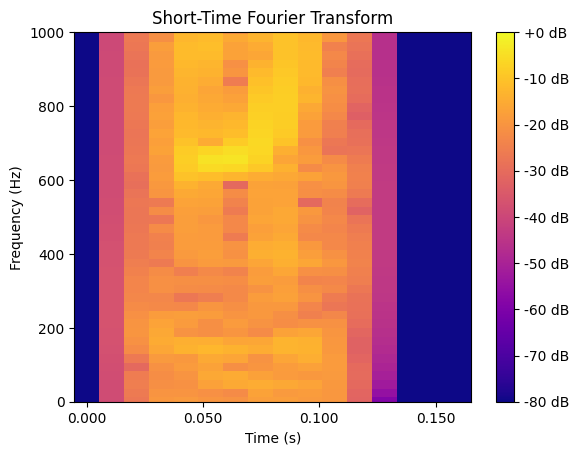 Short-Time Fourier Transform
Frequency (Hz)
1000
800
600
400
200
0
0.000
0.050
0.100
0.150
Time (s)
+0 dB
-10 dB
-20 dB
-30 dB
-40 dB
-50 dB
-60 dB
-70 dB
-80 dB